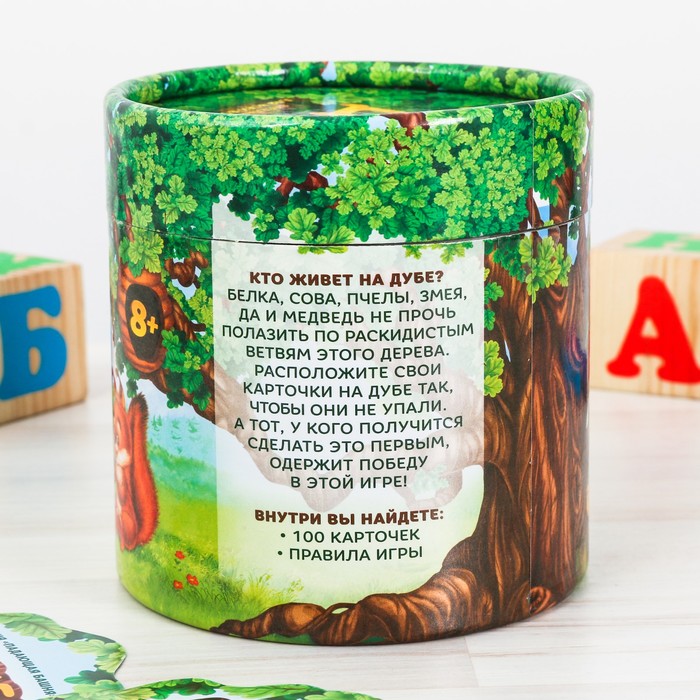 КТО ЖИВЕТ НА ДУБЕ?
БЕЛКА, СОВА, ПЧЕЛЫ, ЗМЕЯ,
ДА И МЕДВЕДЬ НЕ ПРОЧЬ
ПОЛАЗИТЬ ПО РАСКИДИСТЫМ
ВЕТВЯМ ЭТОГО ДЕРЕВА.
РАСПОЛОЖИТЕ СВОИ
КАРТОЧКИ НА ДУБЕ ТАК,
ЧТОБЫ ОНИ НЕ УПАЛИ.
А ТОТ, У КОГО ПОЛУЧИТСЯ
СДЕЛАТЬ ЭТО ПЕРВЫМ,
ОДЕРЖИТ ПОБЕДУ
В ЭТОЙ ИГРЕ!
ВНУТРИ ВЫ НАЙДЕТЕ:
• 100 КАРТОЧЕК
• ПРАВИЛА ИГРЫ
8+
Б
А
«ПАДАЮЩАЯ БАШНЯ